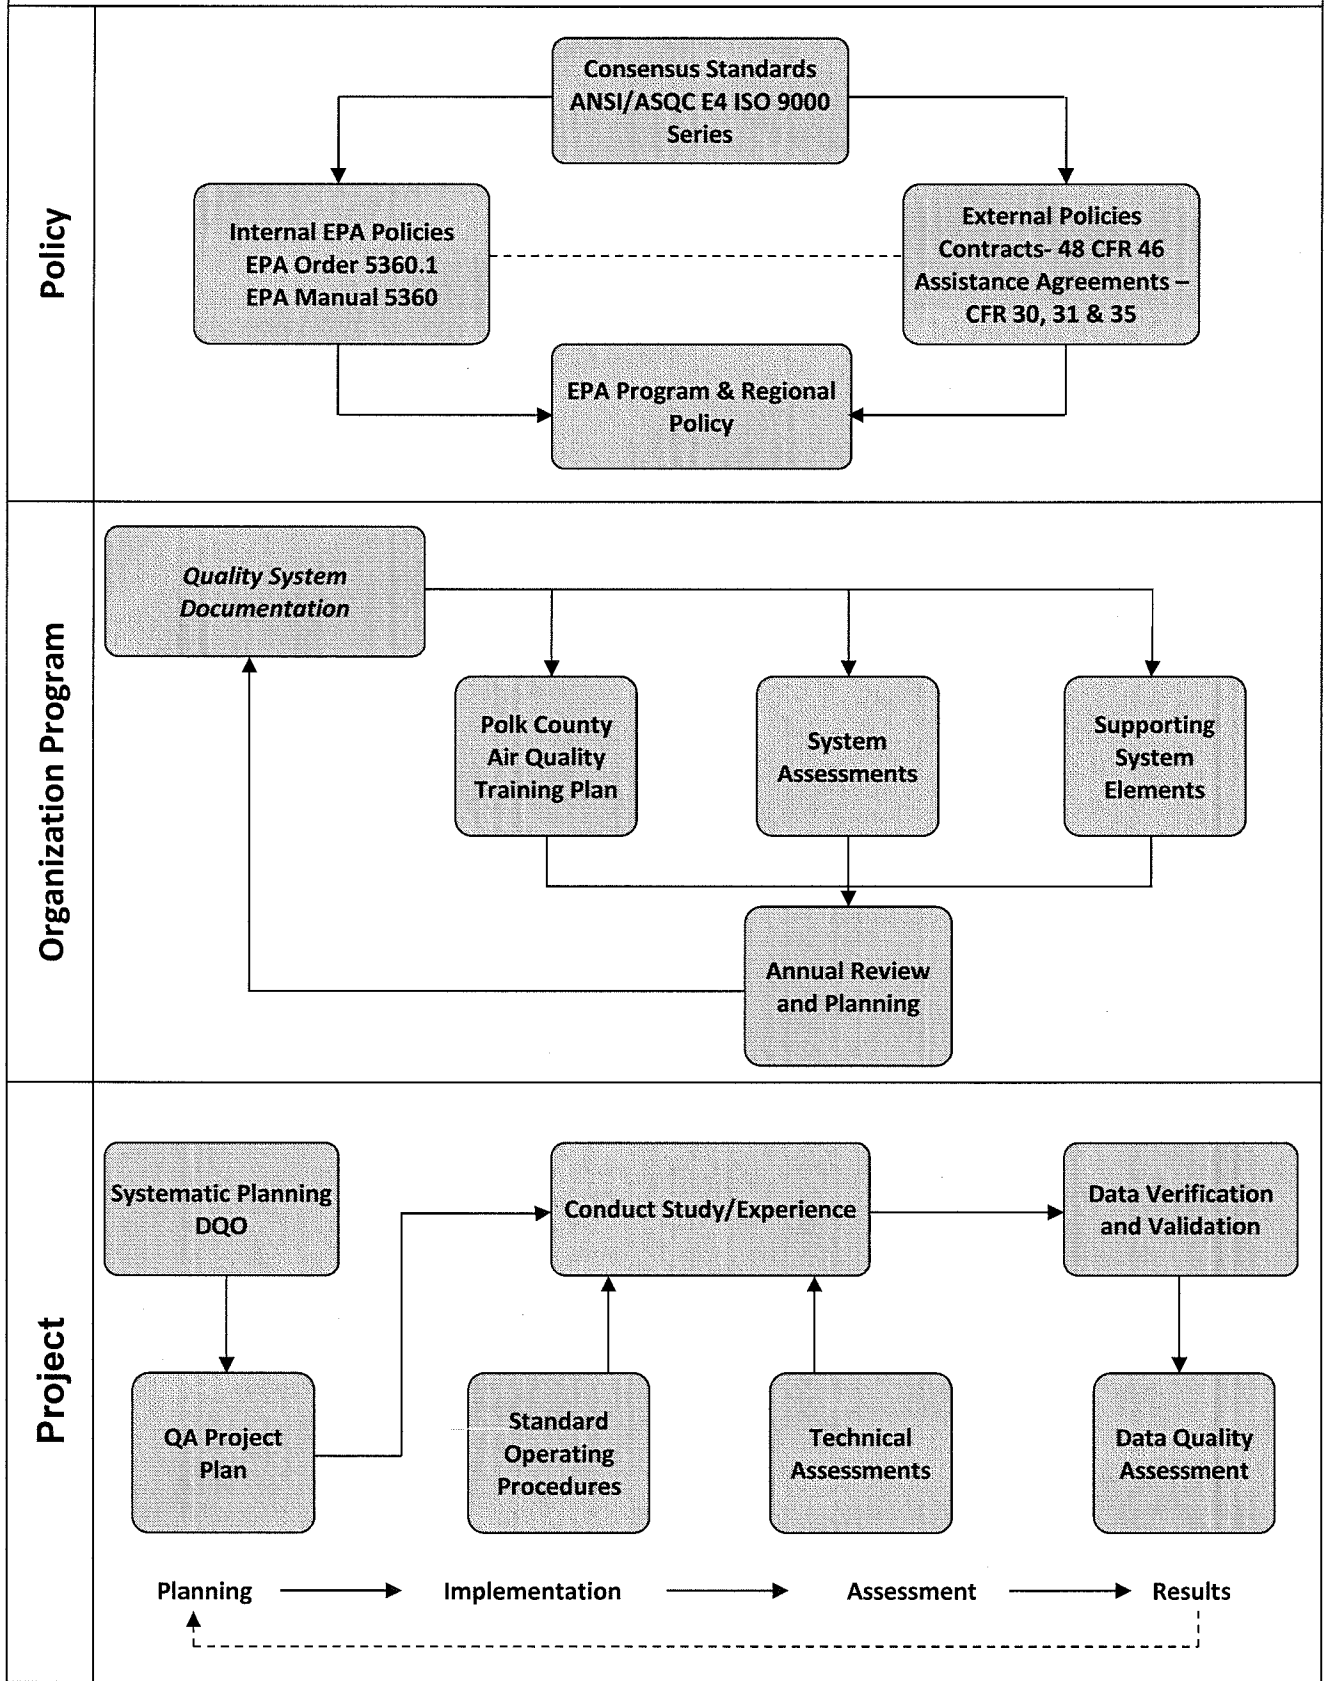 Policy
Consensus Standards
ANSI/ASQC E4 ISO 9000
Series
Internal EPA Policies
EPA Order 5360.1
EPA Manual 5360
External Policies
Contracts- 48 CFR 46
Assistance Agreements –
CFR 30, 31 & 35
EPA Program & Regional
Policy
Organization Program
Quality System
Documentation
Polk County
Air Quality
Training Plan
System
Assessments
Supporting
System
Elements
Annual Review
and Planning
Project
Systematic Planning
DQO
Conduct Study/Experience
Data Verification
and Validation
QA Project
Plan
Standard
Operating
Procedures
Technical
Assessments
Data Quality
Assessment
Planning
Implementation
Assessment
Results